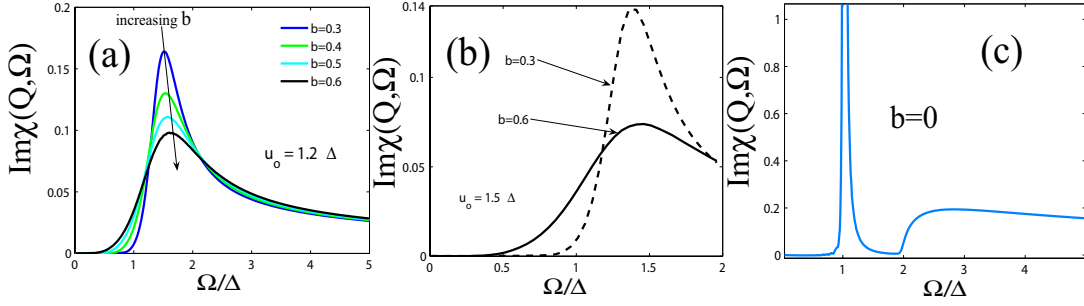 (a)
increasing b
b=0.3
b=0.4
b=0.5
b=0.6
u_o = 1.2 Δ
Imχ(Q,Ω)
0.2
0.15
0.1
0.05
0
0 1 2 3 4 5
Ω/Δ
(b)
b=0.3
b=0.6
u_o = 1.5 Δ
Imχ(Q,Ω)
0.14
0.1
0.05
0
0 0.5 1 1.5 2
Ω/Δ
(c)
b=0
Imχ(Q,Ω)
1
0.8
0.6
0.4
0.2
0
1 2 3 4
Ω/Δ